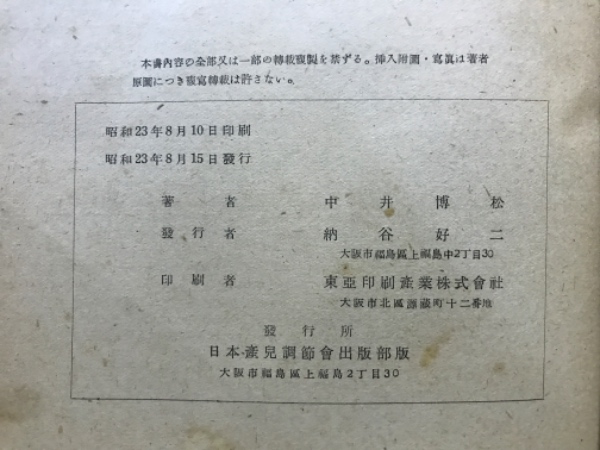 本書內容の全部又は一部の轉載複製を禁ずる。挿入附圖・寫眞は著者
原圖につき複寫轉載は許さない。
昭和23年8月10日印刷
昭和23年8月15日發行
著者 中井博松
發行者 納谷好二
大阪市福島區上福島中2丁目30
印刷者 東亞印刷產業株式會社
大阪市北區源藏町十二番地
發行所
日本產兒調節會出版部版
大阪市福島區上福島2丁目30